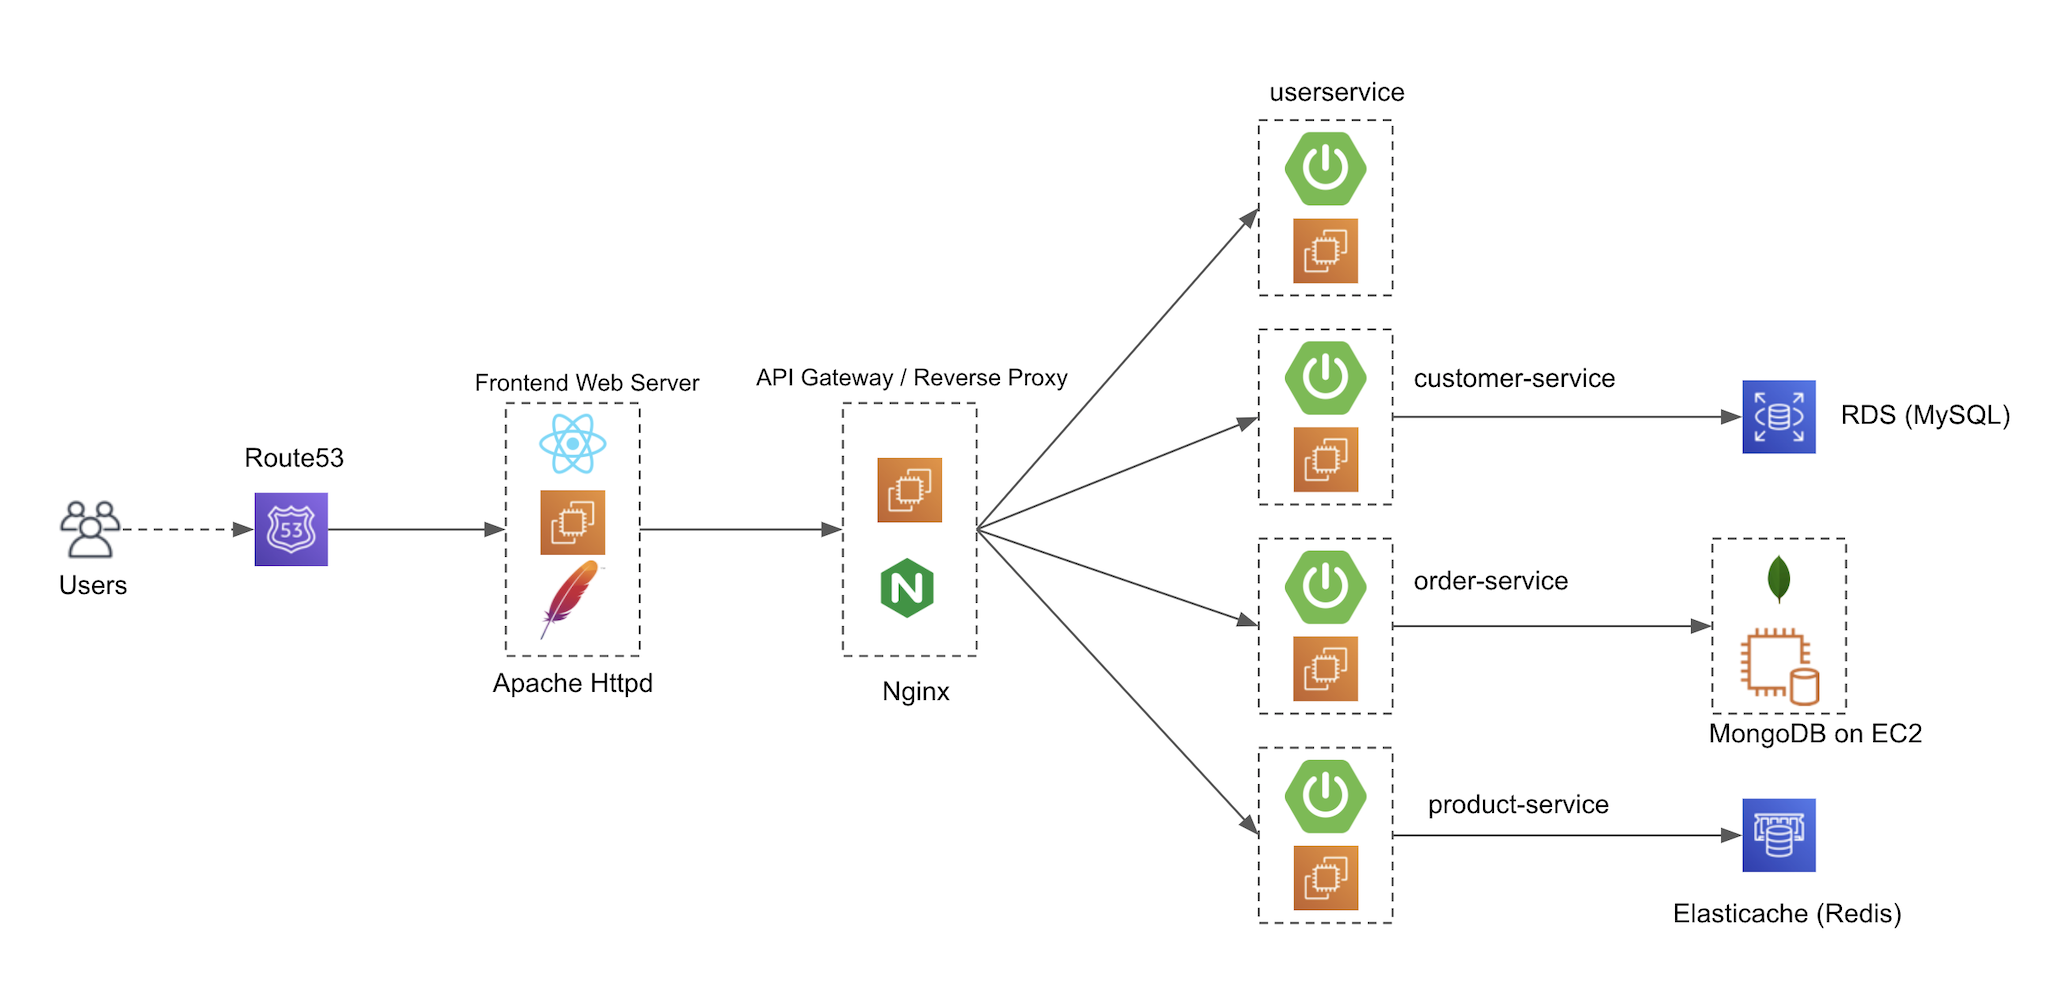 userservice
Frontend Web Server
API Gateway / Reverse Proxy
customer-service
RDS (MySQL)
Route53
53
Users
order-service
N
Apache Httpd
Nginx
MongoDB on EC2
product-service
Elasticache (Redis)